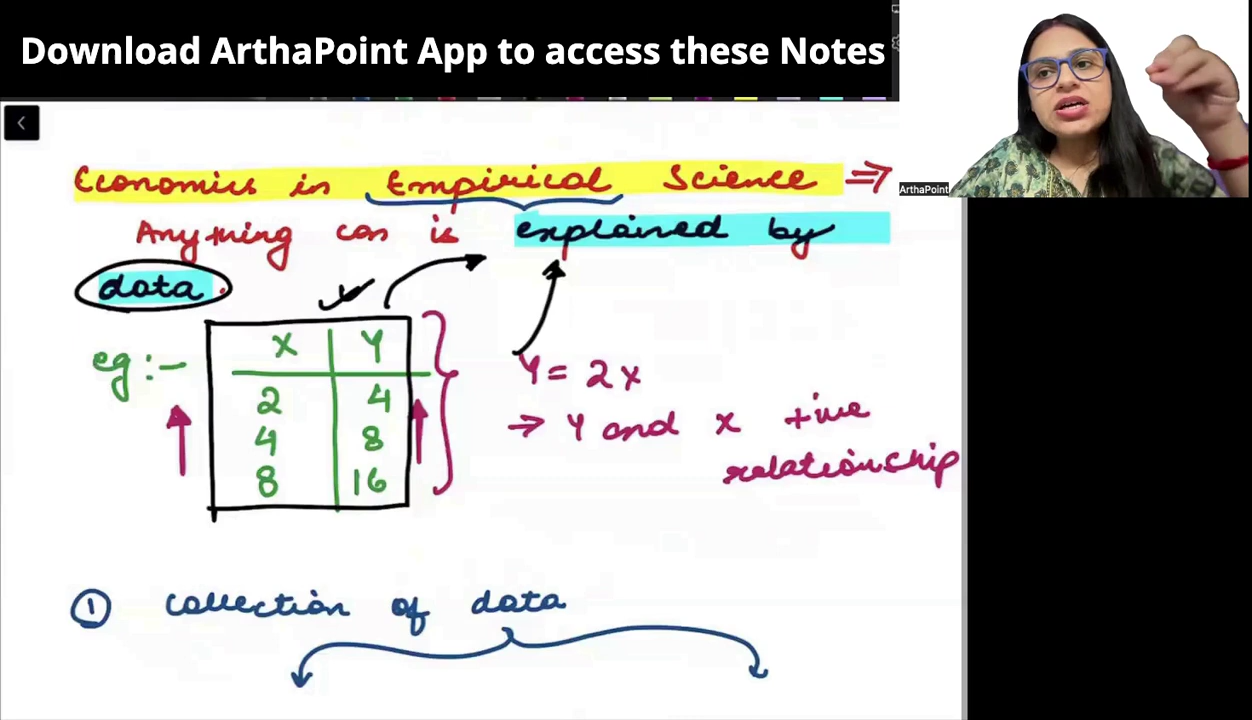 Download ArthaPoint App to access these Notes
ArthaPoint
Economics in Empirical Science ⇒
Anything can is explained by
data.
eg :- X Y
2 4
4 8
8 16
Y = 2x
→ Y and x +ive
relationship
① Collection of data